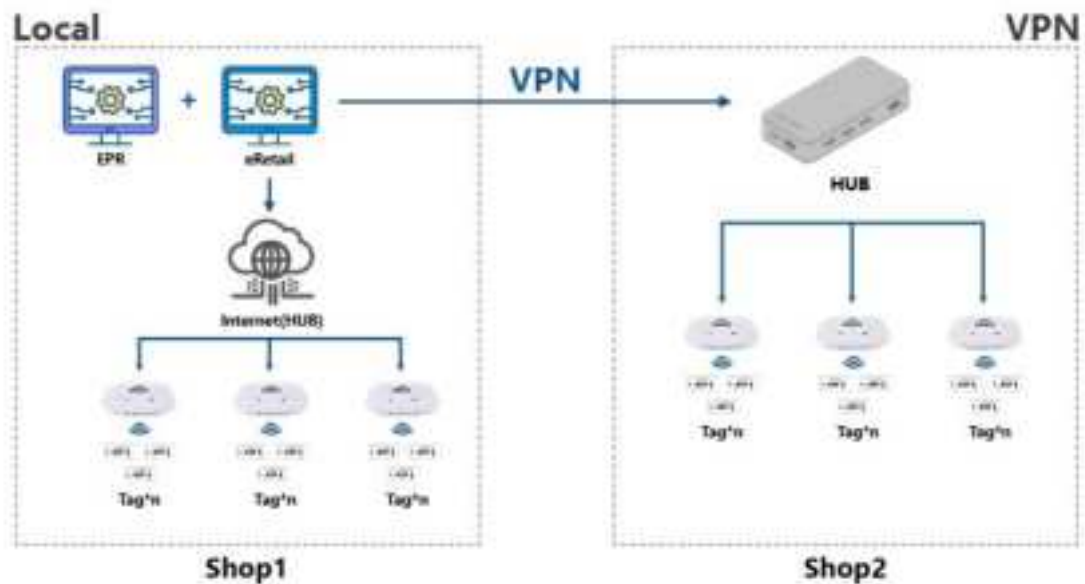 Local
VPN
EPR
+
eRetail
VPN
HUB
Internet(HUB)
Tag*n
Tag*n
Tag*n
Tag*n
Tag*n
Tag*n
Shop1
Shop2